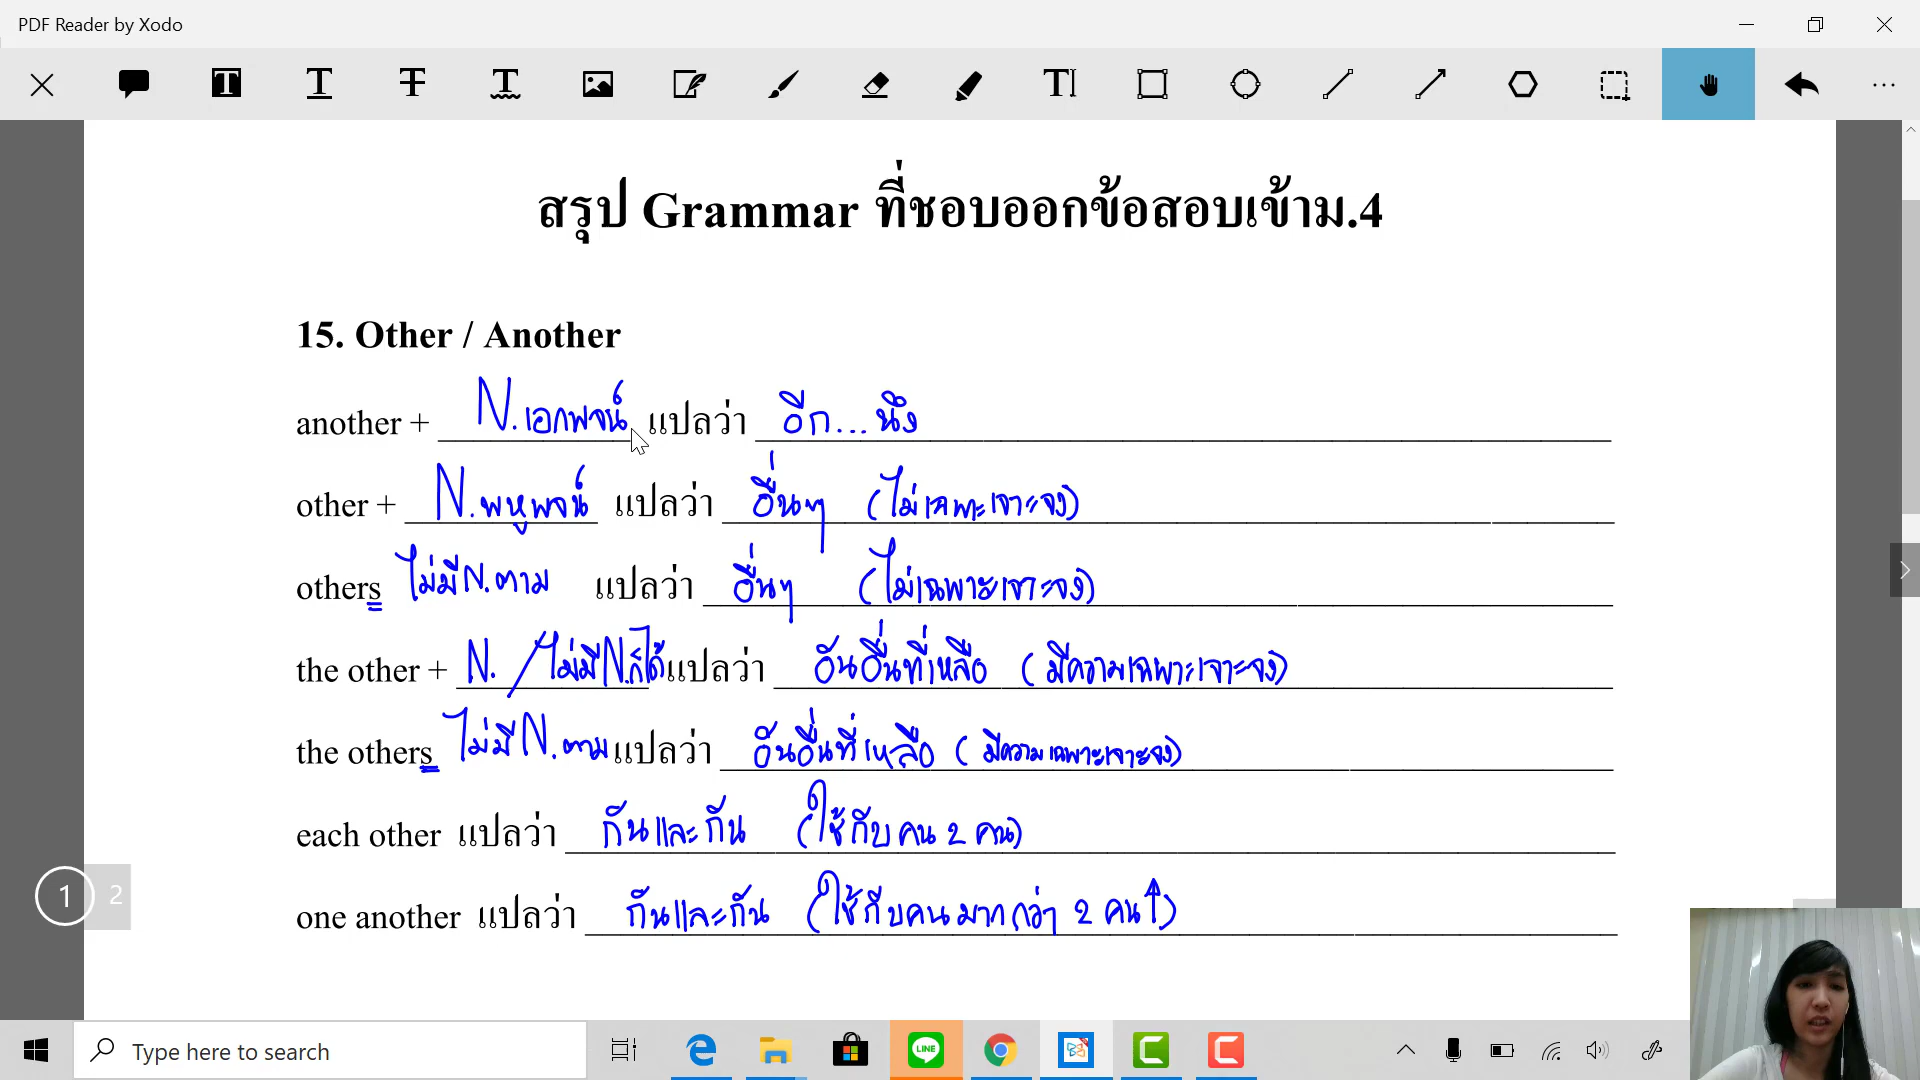 PDF Reader by Xodo
สรุป Grammar ที่ชอบออกข้อสอบเข้าม.4
15. Other / Another
another + N.เอกพจน์ แปลว่า อีก...นึง
other + N.พหูพจน์ แปลว่า อื่นๆ (ไม่เฉพาะเจาะจง)
others ไม่มีN.ตาม แปลว่า อื่นๆ (ไม่เฉพาะเจาะจง)
the other + N. / ไม่มีN.ก็ได้ แปลว่า อันอื่นที่เหลือ (มีความเฉพาะเจาะจง)
the others ไม่มีN.ตาม แปลว่า อันอื่นที่เหลือ (มีความเฉพาะเจาะจง)
each other แปลว่า กันและกัน (ใช้กับคน 2 คน)
one another แปลว่า กันและกัน (ใช้กับคนมากกว่า 2 คน↑)
1 2
Type here to search
LINE